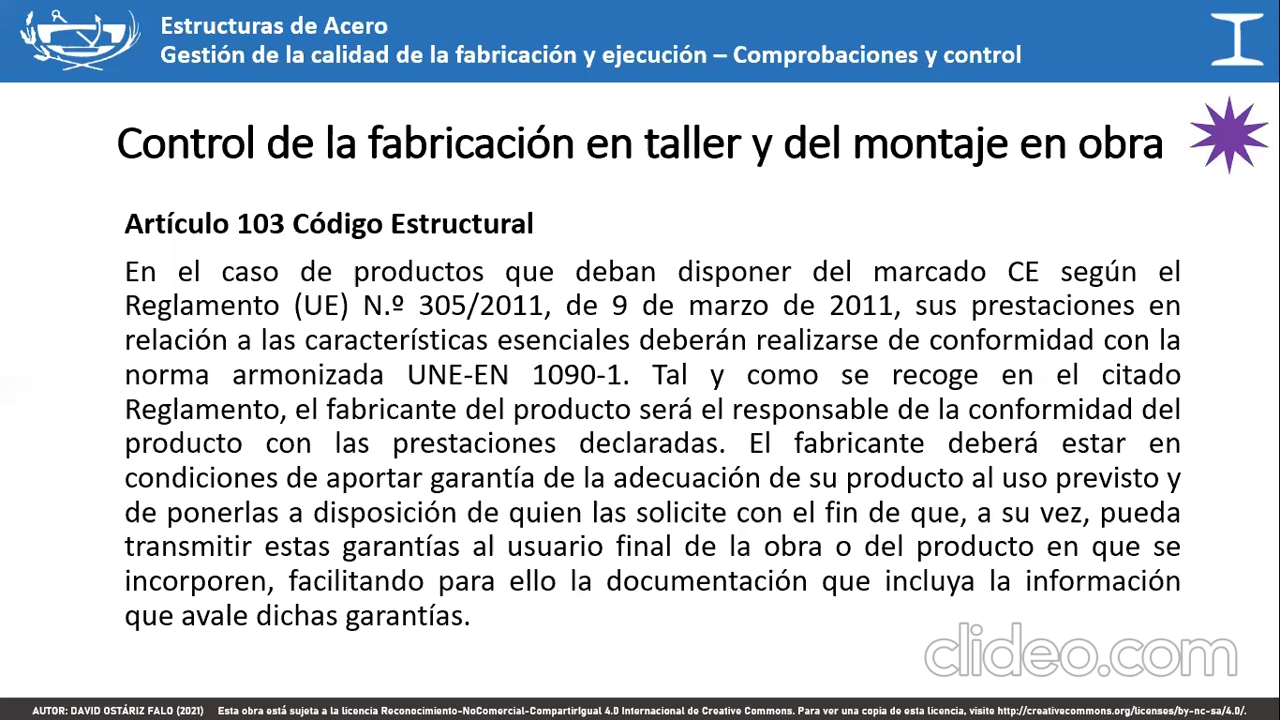 Estructuras de Acero
Gestión de la calidad de la fabricación y ejecución – Comprobaciones y control
Control de la fabricación en taller y del montaje en obra
Artículo 103 Código Estructural
En el caso de productos que deban disponer del marcado CE según el
Reglamento (UE) N.º 305/2011, de 9 de marzo de 2011, sus prestaciones en
relación a las características esenciales deberán realizarse de conformidad con la
norma armonizada UNE-EN 1090-1. Tal y como se recoge en el citado
Reglamento, el fabricante del producto será el responsable de la conformidad del
producto con las prestaciones declaradas. El fabricante deberá estar en
condiciones de aportar garantía de la adecuación de su producto al uso previsto y
de ponerlas a disposición de quien las solicite con el fin de que, a su vez, pueda
transmitir estas garantías al usuario final de la obra o del producto en que se
incorporen, facilitando para ello la documentación que incluya la información
que avale dichas garantías.
clideo.com
AUTOR: DAVID OSTÁRIZ FALO (2021) Esta obra está sujeta a la licencia Reconocimiento-NoComercial-CompartirIgual 4.0 Internacional de Creative Commons. Para ver una copia de esta licencia, visite http://creativecommons.org/licenses/by-nc-sa/4.0/.